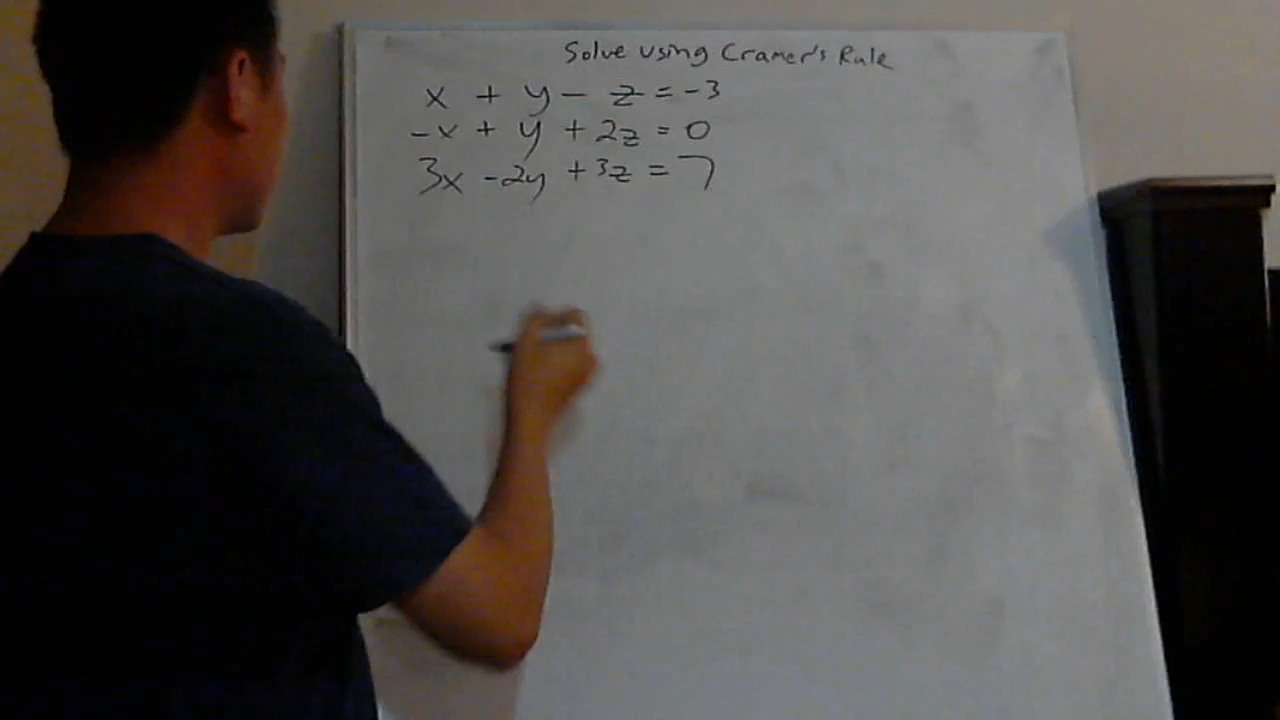 Solve using Cramer's Rule
x + y - z = -3
-x + y + 2z = 0
3x - 2y + 3z = 7